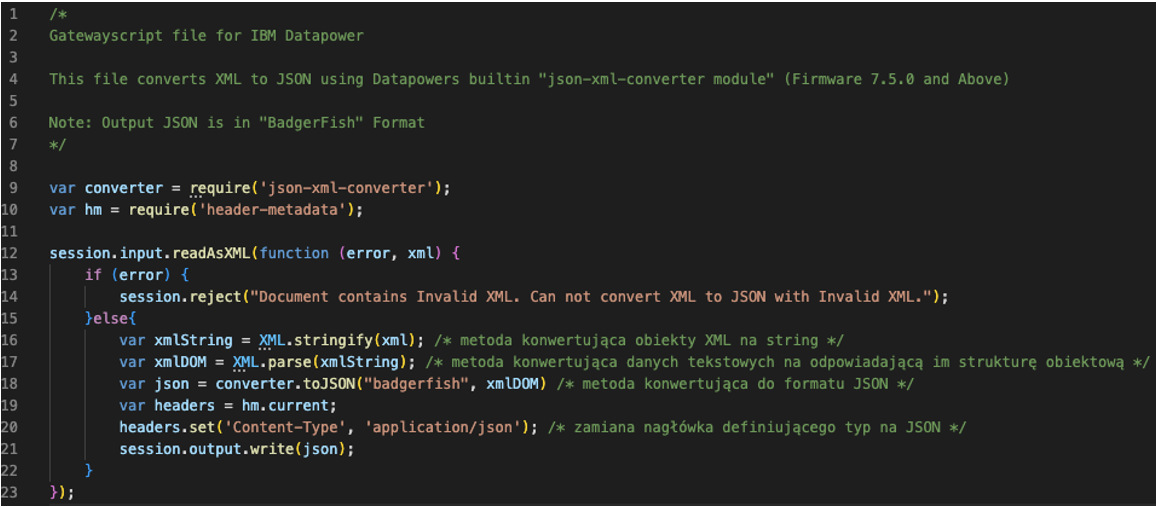 1 /*
2 Gatewayscript file for IBM Datapower
3
4 This file converts XML to JSON using Datapowers builtin "json-xml-converter module" (Firmware 7.5.0 and Above)
5
6 Note: Output JSON is in "BadgerFish" Format
7 */
8
9 var converter = require('json-xml-converter');
10 var hm = require('header-metadata');
11
12 session.input.readAsXML(function (error, xml) {
13     if (error) {
14         session.reject("Document contains Invalid XML. Can not convert XML to JSON with Invalid XML.");
15     }else{
16         var xmlString = XML.stringify(xml); /* metoda konwertująca obiekty XML na string */
17         var xmlDOM = XML.parse(xmlString); /* metoda konwertująca danych tekstowych na odpowiadającą im strukturę obiektową */
18         var json = converter.toJSON("badgerfish", xmlDOM) /* metoda konwertująca do formatu JSON */
19         var headers = hm.current;
20         headers.set('Content-Type', 'application/json'); /* zamiana nagłówka definiującego typ na JSON */
21         session.output.write(json);
22     }
23 });